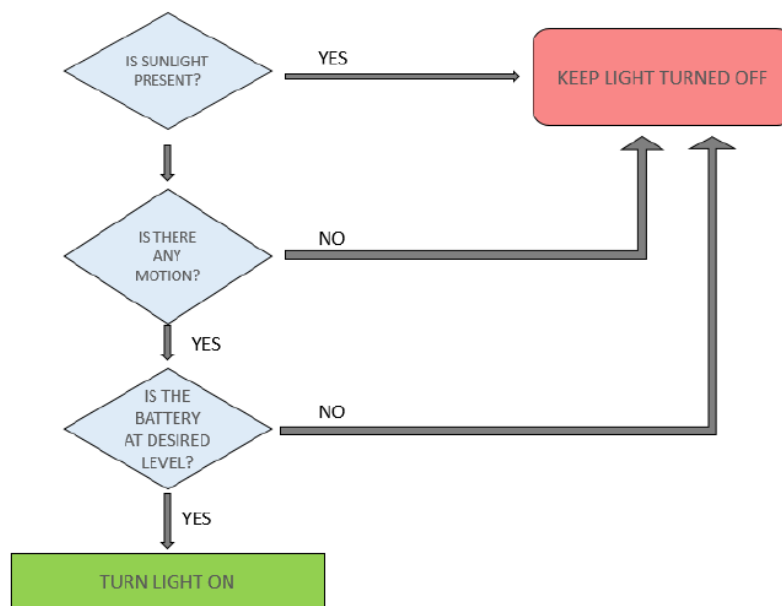 IS SUNLIGHT
PRESENT?
YES
KEEP LIGHT TURNED OFF
IS THERE
ANY
MOTION?
NO
YES
IS THE
BATTERY
AT DESIRED
LEVEL?
NO
YES
TURN LIGHT ON